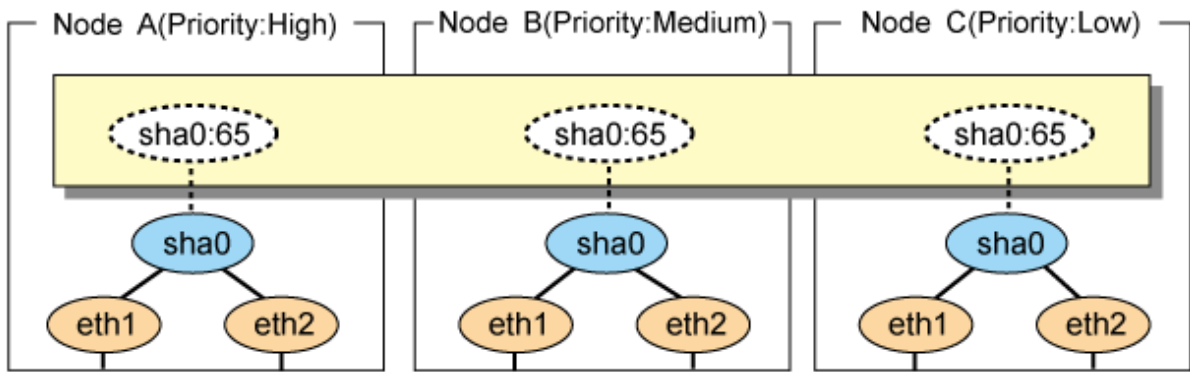 Node A(Priority:High) Node B(Priority:Medium) Node C(Priority:Low)
sha0:65 sha0:65 sha0:65
sha0 sha0 sha0
eth1 eth2 eth1 eth2 eth1 eth2